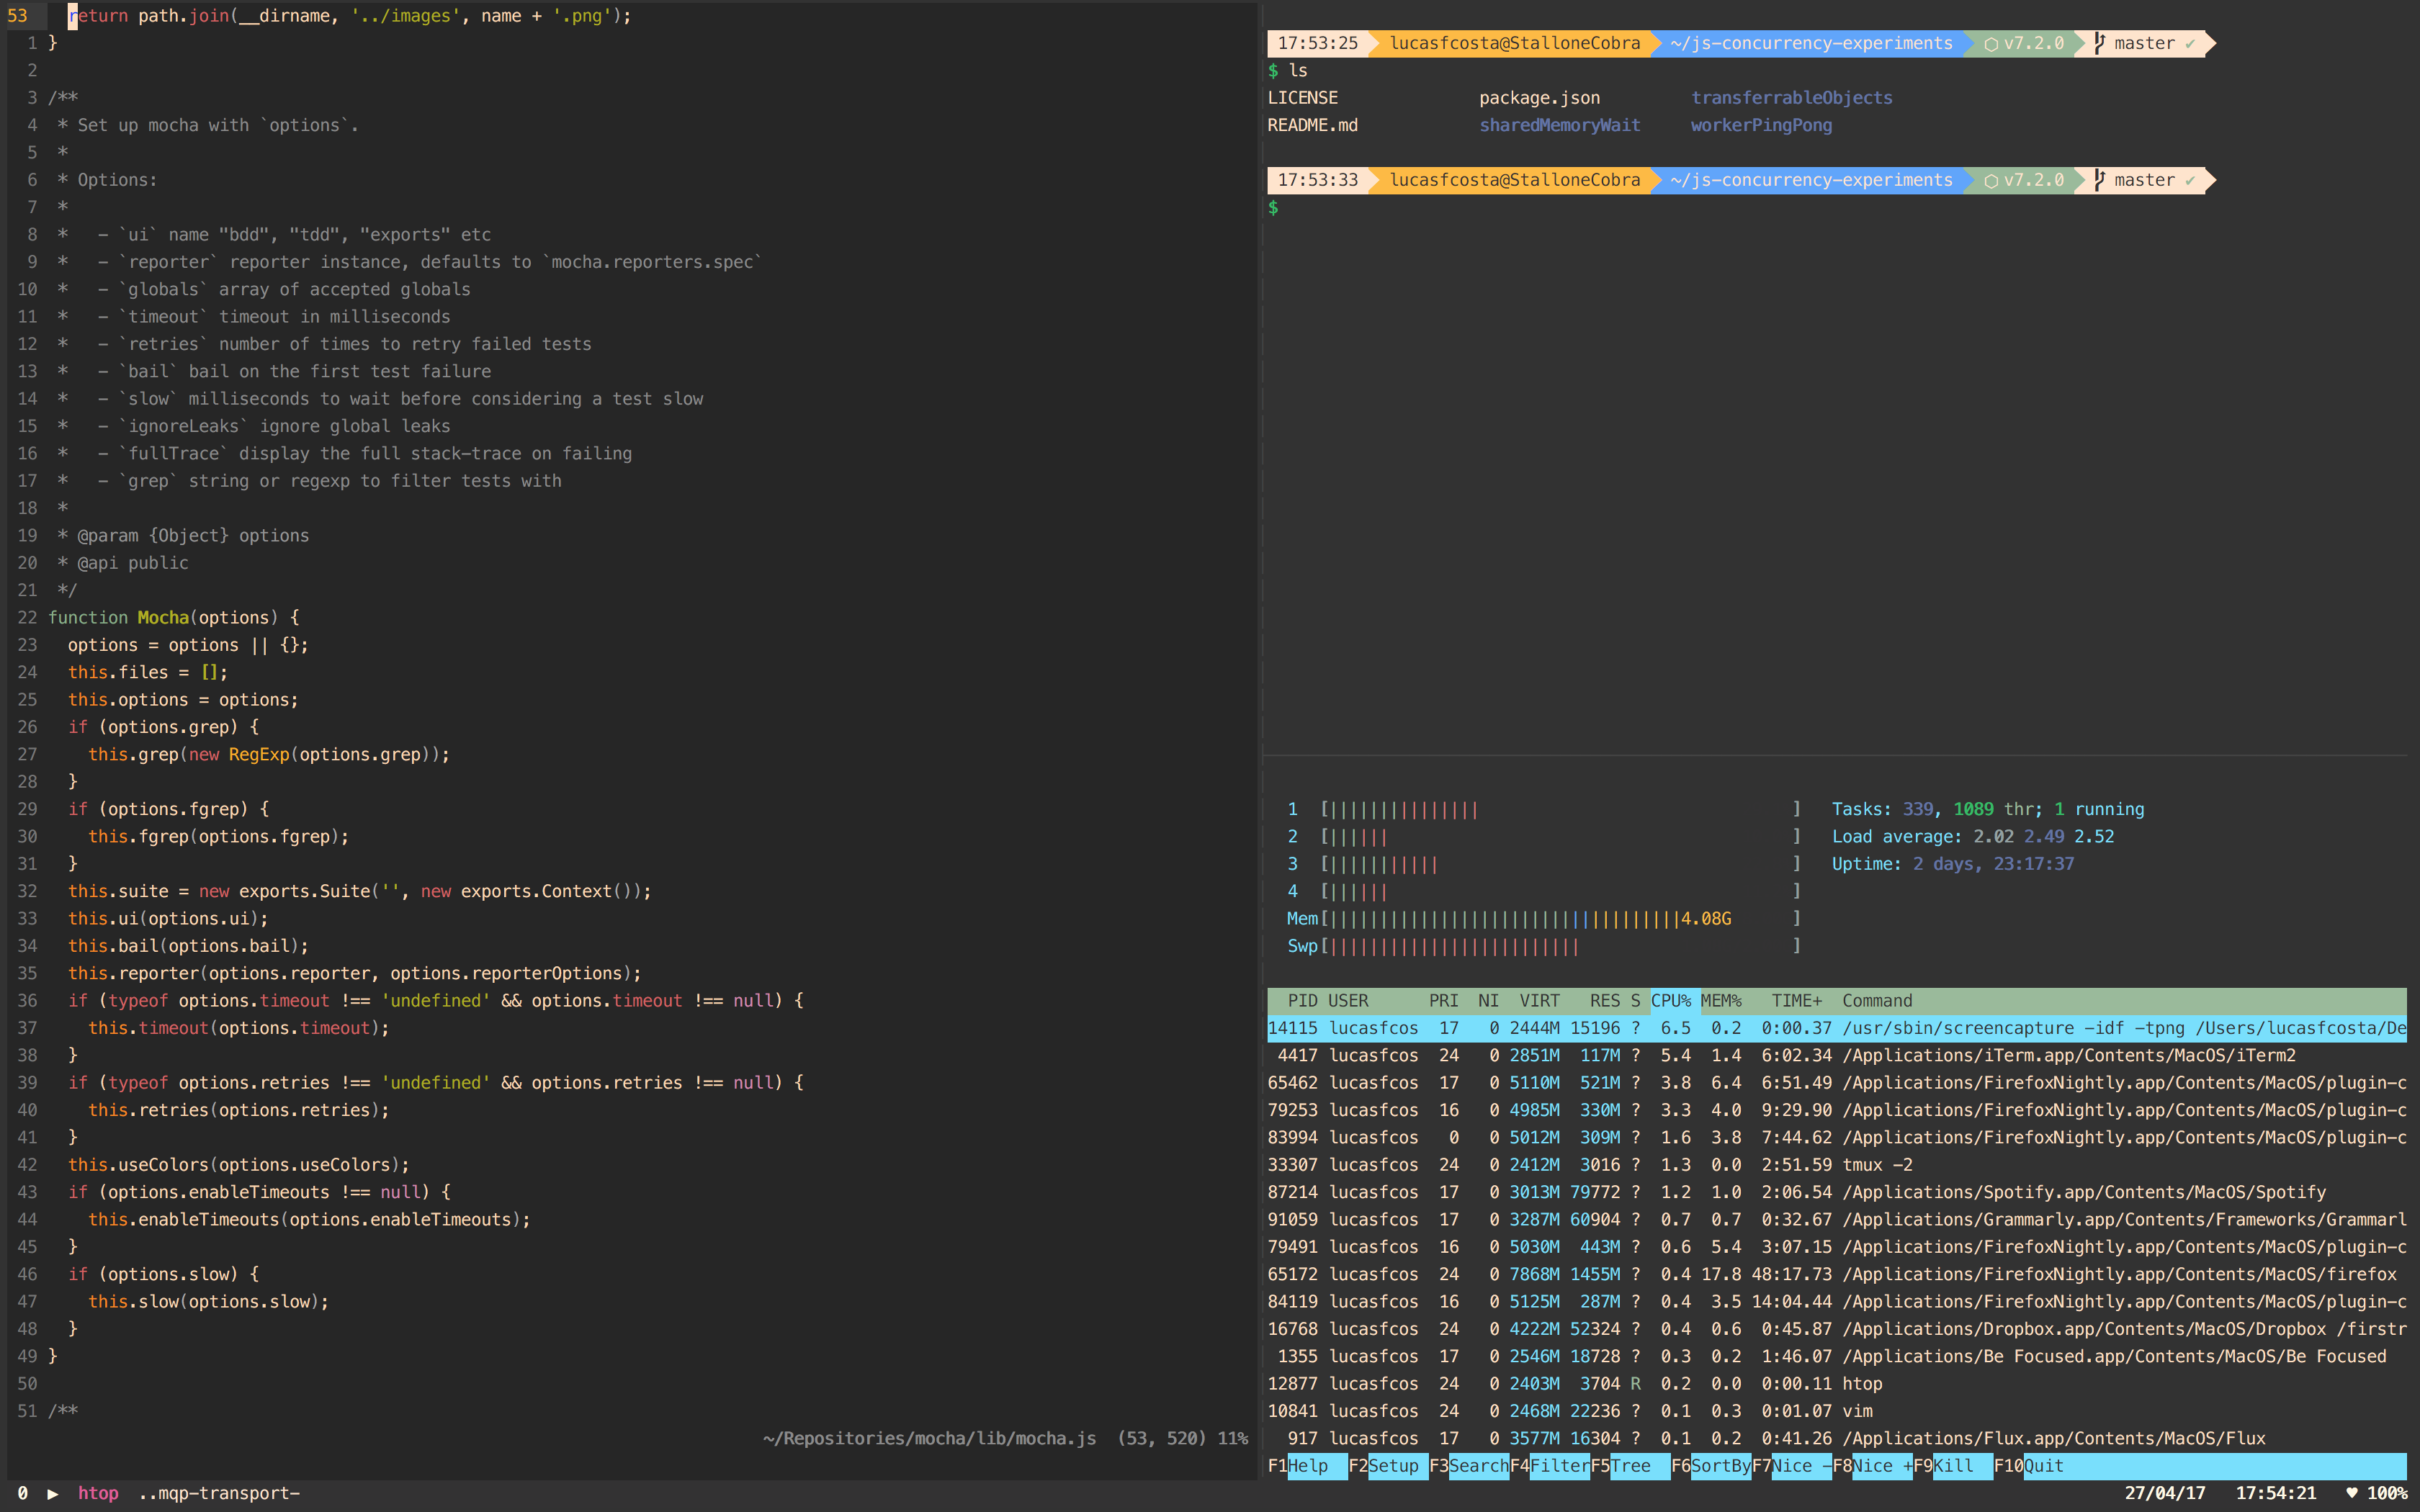 53   return path.join(__dirname, '../images', name + '.png');
1 }
2
3 /**
4  * Set up mocha with `options`.
5  *
6  * Options:
7  *
8  *   - `ui` name "bdd", "tdd", "exports" etc
9  *   - `reporter` reporter instance, defaults to `mocha.reporters.spec`
10  *   - `globals` array of accepted globals
11  *   - `timeout` timeout in milliseconds
12  *   - `retries` number of times to retry failed tests
13  *   - `bail` bail on the first test failure
14  *   - `slow` milliseconds to wait before considering a test slow
15  *   - `ignoreLeaks` ignore global leaks
16  *   - `fullTrace` display the full stack-trace on failing
17  *   - `grep` string or regexp to filter tests with
18  *
19  * @param {Object} options
20  * @api public
21  */
22 function Mocha(options) {
23   options = options || {};
24   this.files = [];
25   this.options = options;
26   if (options.grep) {
27     this.grep(new RegExp(options.grep));
28   }
29   if (options.fgrep) {
30     this.fgrep(options.fgrep);
31   }
32   this.suite = new exports.Suite('', new exports.Context());
33   this.ui(options.ui);
34   this.bail(options.bail);
35   this.reporter(options.reporter, options.reporterOptions);
36   if (typeof options.timeout !== 'undefined' && options.timeout !== null) {
37     this.timeout(options.timeout);
38   }
39   if (typeof options.retries !== 'undefined' && options.retries !== null) {
40     this.retries(options.retries);
41   }
42   this.useColors(options.useColors);
43   if (options.enableTimeouts !== null) {
44     this.enableTimeouts(options.enableTimeouts);
45   }
46   if (options.slow) {
47     this.slow(options.slow);
48   }
49 }
50
51 /**
~/Repositories/mocha/lib/mocha.js  (53, 520) 11%
17:53:25 lucasfcosta@StalloneCobra ~/js-concurrency-experiments ⬡ v7.2.0 master ✔
$ ls
LICENSE package.json transferrableObjects
README.md sharedMemoryWait workerPingPong
17:53:33 lucasfcosta@StalloneCobra ~/js-concurrency-experiments ⬡ v7.2.0 master ✔
$
1 [||||||||||||||| ] Tasks: 339, 1089 thr; 1 running
2 [|||||| ] Load average: 2.02 2.49 2.52
3 [||||||||||| ] Uptime: 2 days, 23:17:37
4 [|||||| ]
Mem[|||||||||||||||||||||||||||||||||||4.08G ]
Swp[||||||||||||||||||||||||| ]
PID USER PRI NI VIRT RES S CPU% MEM% TIME+ Command
14115 lucasfcos 17 0 2444M 15196 ? 6.5 0.2 0:00.37 /usr/sbin/screencapture -idf -tpng /Users/lucasfcosta/De
4417 lucasfcos 24 0 2851M 117M ? 5.4 1.4 6:02.34 /Applications/iTerm.app/Contents/MacOS/iTerm2
65462 lucasfcos 17 0 5110M 521M ? 3.8 6.4 6:51.49 /Applications/FirefoxNightly.app/Contents/MacOS/plugin-c
79253 lucasfcos 16 0 4985M 330M ? 3.3 4.0 9:29.90 /Applications/FirefoxNightly.app/Contents/MacOS/plugin-c
83994 lucasfcos 0 0 5012M 309M ? 1.6 3.8 7:44.62 /Applications/FirefoxNightly.app/Contents/MacOS/plugin-c
33307 lucasfcos 24 0 2412M 3016 ? 1.3 0.0 2:51.59 tmux -2
87214 lucasfcos 17 0 3013M 79772 ? 1.2 1.0 2:06.54 /Applications/Spotify.app/Contents/MacOS/Spotify
91059 lucasfcos 17 0 3287M 60904 ? 0.7 0.7 0:32.67 /Applications/Grammarly.app/Contents/Frameworks/Grammarl
79491 lucasfcos 16 0 5030M 443M ? 0.6 5.4 3:07.15 /Applications/FirefoxNightly.app/Contents/MacOS/plugin-c
65172 lucasfcos 24 0 7868M 1455M ? 0.4 17.8 48:17.73 /Applications/FirefoxNightly.app/Contents/MacOS/firefox
84119 lucasfcos 16 0 5125M 287M ? 0.4 3.5 14:04.44 /Applications/FirefoxNightly.app/Contents/MacOS/plugin-c
16768 lucasfcos 24 0 4222M 52324 ? 0.4 0.6 0:45.87 /Applications/Dropbox.app/Contents/MacOS/Dropbox /firstr
1355 lucasfcos 17 0 2546M 18728 ? 0.3 0.2 1:46.07 /Applications/Be Focused.app/Contents/MacOS/Be Focused
12877 lucasfcos 24 0 2403M 3704 R 0.2 0.0 0:00.11 htop
10841 lucasfcos 24 0 2468M 22236 ? 0.1 0.3 0:01.07 vim
917 lucasfcos 17 0 3577M 16304 ? 0.1 0.2 0:41.26 /Applications/Flux.app/Contents/MacOS/Flux
F1Help F2Setup F3SearchF4FilterF5Tree F6SortByF7Nice -F8Nice +F9Kill F10Quit
0 ▶ htop ..mqp-transport- 27/04/17 17:54:21 ♥ 100%